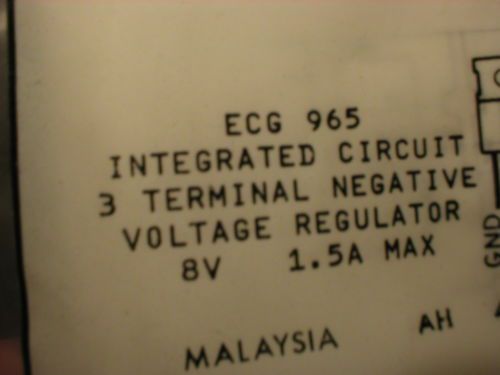 ECG 965
INTEGRATED CIRCUIT
3 TERMINAL NEGATIVE
VOLTAGE REGULATOR
8V 1.5A MAX
GND
MALAYSIA AH